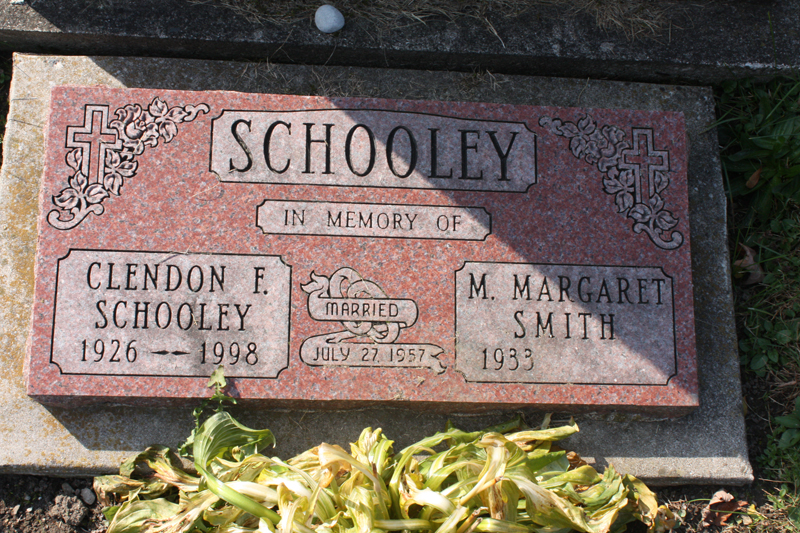 SCHOOLEY
IN MEMORY OF
CLENDON F.
SCHOOLEY
1926 — 1998
MARRIED
JULY 27, 1957
M. MARGARET
SMITH
1933